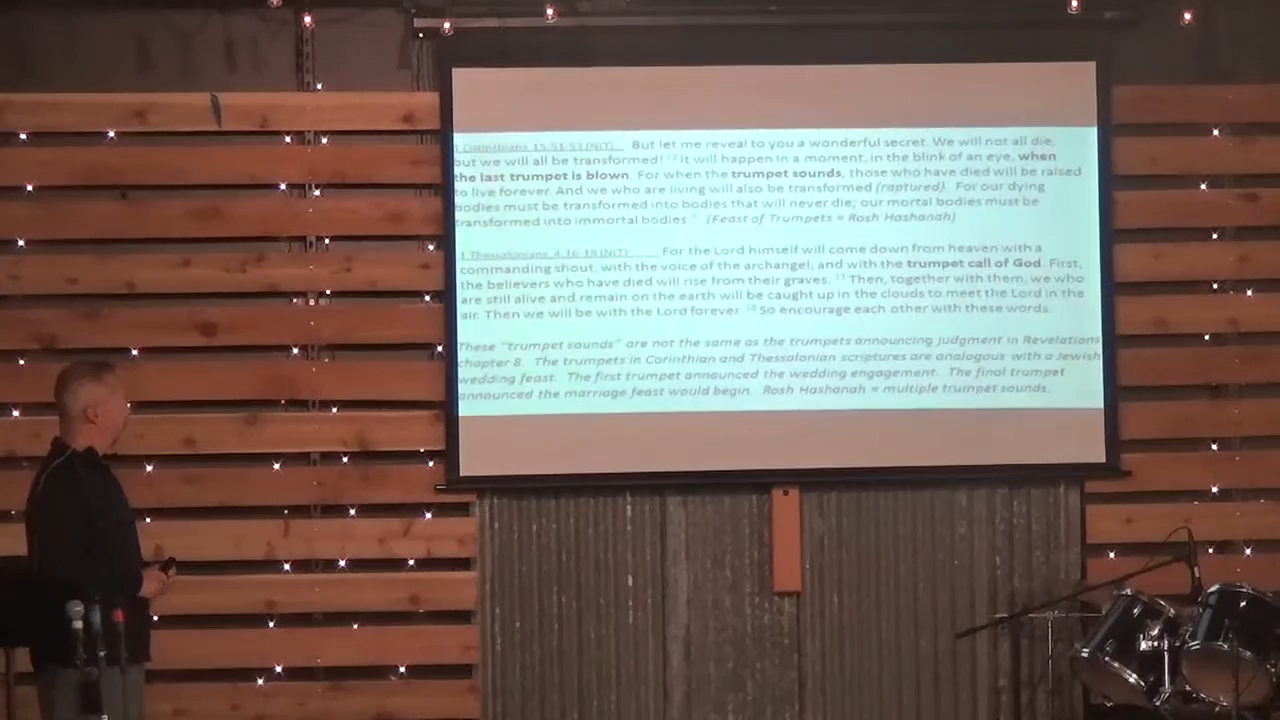 1 Corinthians 15:51-53 (NLT) But let me reveal to you a wonderful secret. We will not all die,
but we will all be transformed! 52 It will happen in a moment, in the blink of an eye, when
the last trumpet is blown. For when the trumpet sounds, those who have died will be raised
to live forever. And we who are living will also be transformed (raptured). For our dying
bodies must be transformed into bodies that will never die; our mortal bodies must be
transformed into immortal bodies." (Feast of Trumpets = Rosh Hashanah)
1 Thessalonians 4:16-18 (NLT) For the Lord himself will come down from heaven with a
commanding shout, with the voice of the archangel, and with the trumpet call of God. First,
the believers who have died will rise from their graves. 17 Then, together with them, we who
are still alive and remain on the earth will be caught up in the clouds to meet the Lord in the
air. Then we will be with the Lord forever. 18 So encourage each other with these words.
These "trumpet sounds" are not the same as the trumpets announcing judgment in Revelations
chapter 8. The trumpets in Corinthian and Thessalonian scriptures are analogous with a Jewish
wedding feast. The first trumpet announced the wedding engagement. The final trumpet
announced the marriage feast would begin. Rosh Hashanah = multiple trumpet sounds.